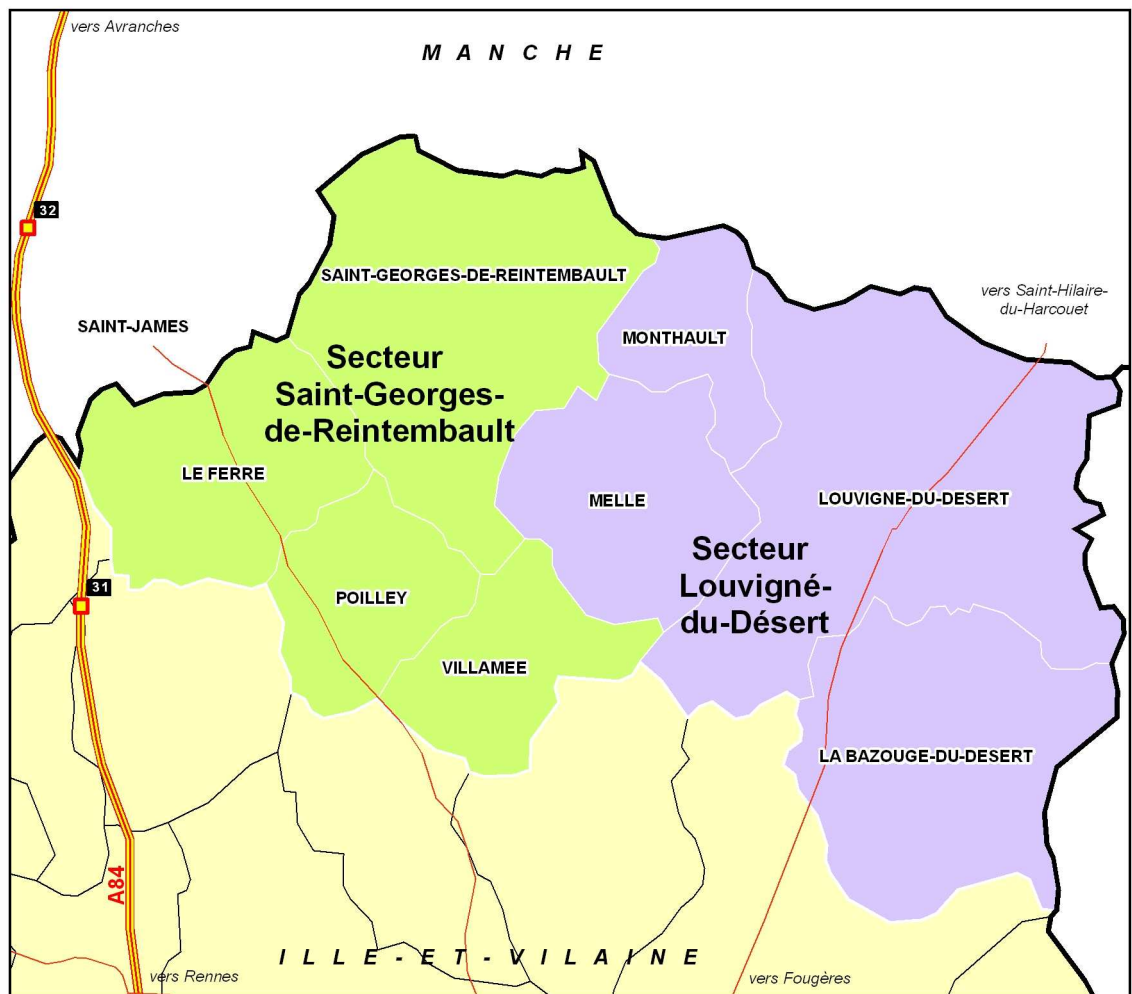 vers Avranches
M A N C H E
32
SAINT-GEORGES-DE-REINTEMBAULT
vers Saint-Hilaire-
du-Harcouet
SAINT-JAMES
MONTHAULT
Secteur
Saint-Georges-
de-Reintembault
LE FERRE
MELLE
LOUVIGNE-DU-DESERT
Secteur
Louvigné-
du-Désert
31
POILLEY
VILLAMEE
LA BAZOUGE-DU-DESERT
A84
I L L E - E T - V I L A I N E
vers Rennes
vers Fougères